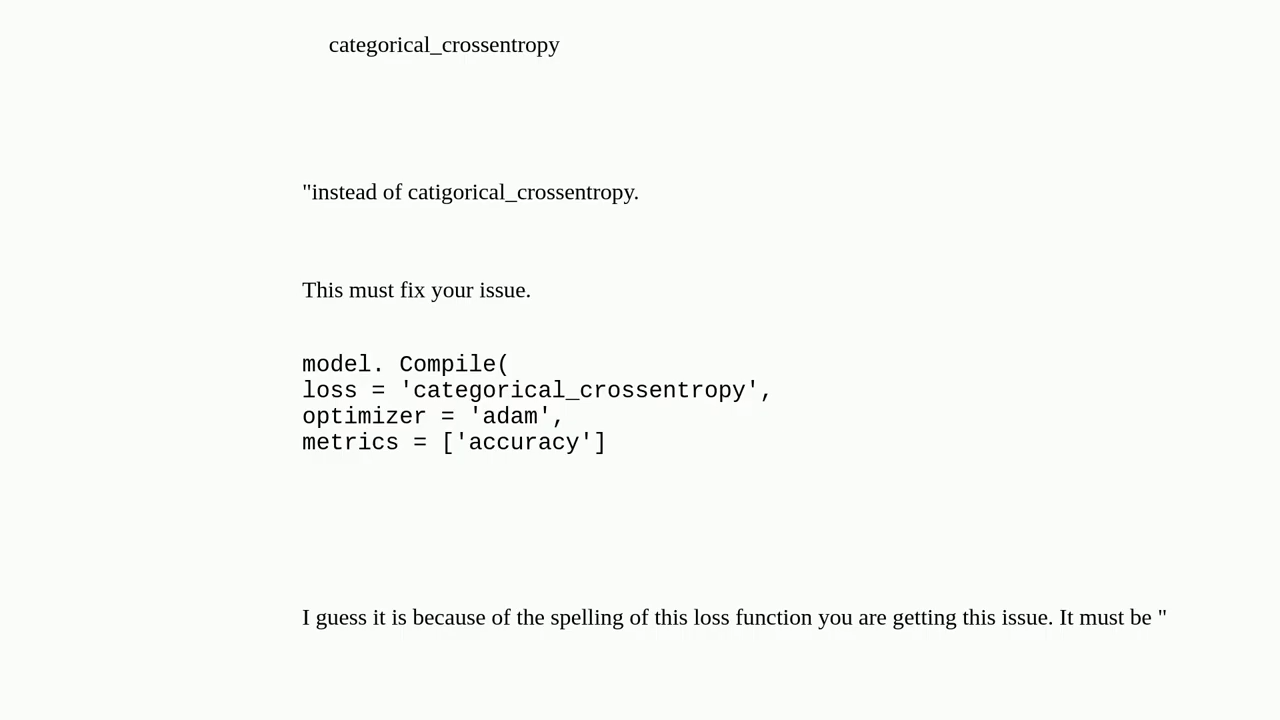 categorical_crossentropy
"instead of catigorical_crossentropy.
This must fix your issue.
model. Compile(
loss = 'categorical_crossentropy',
optimizer = 'adam',
metrics = ['accuracy']
I guess it is because of the spelling of this loss function you are getting this issue. It must be "